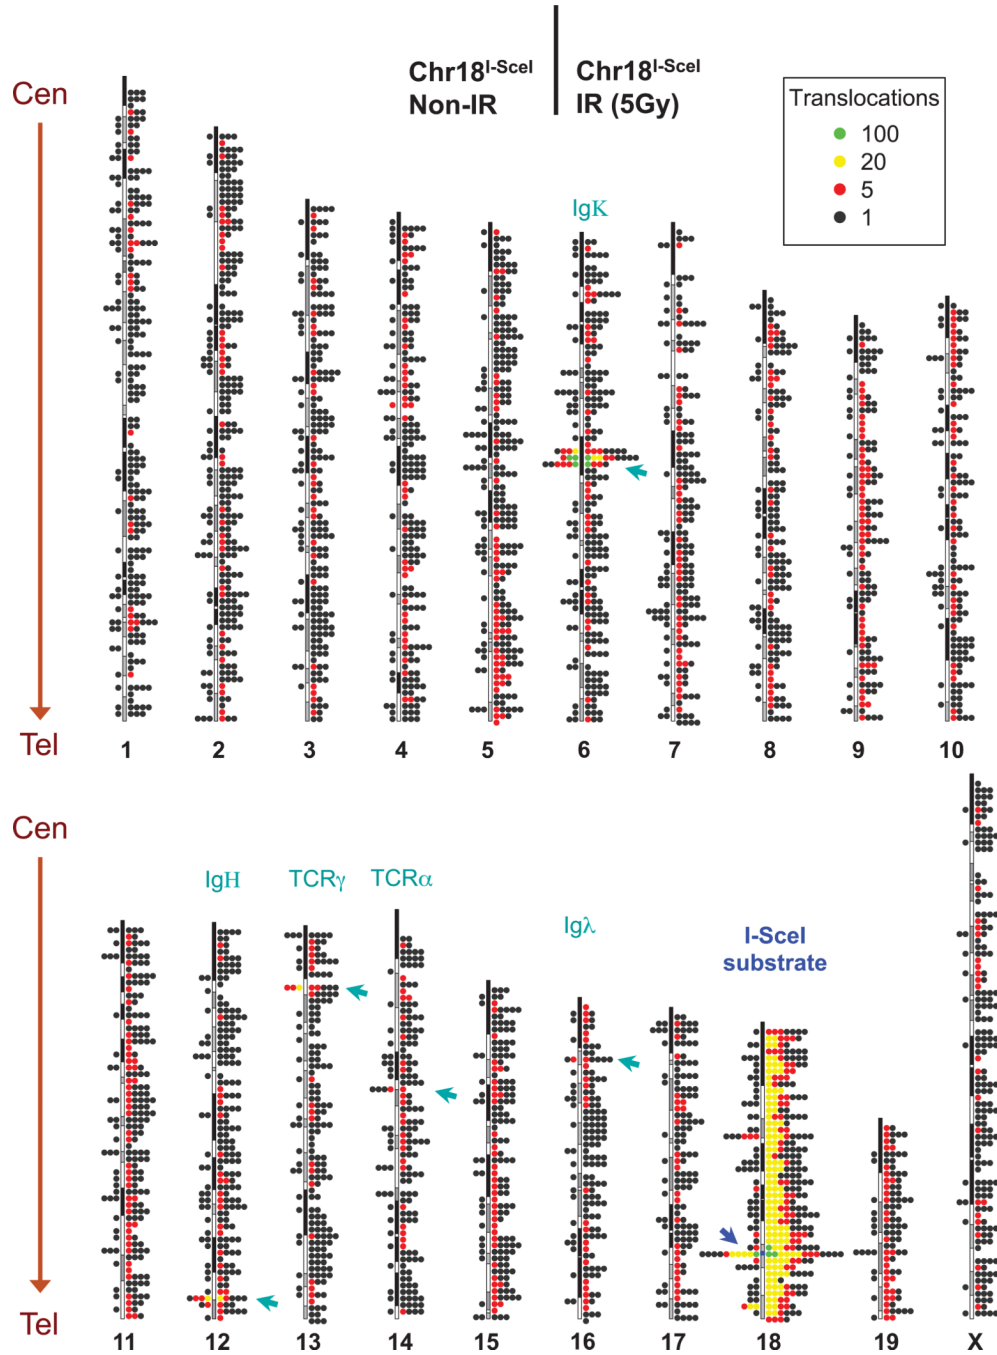 Cen
Chr18^I-SceI
Non-IR
Chr18^I-SceI
IR (5Gy)
Translocations
100
20
5
1
IgK
Tel
1 2 3 4 5 6 7 8 9 10
Cen
IgH TCRγ TCRα
Igλ
I-SceI
substrate
Tel
11 12 13 14 15 16 17 18 19 X